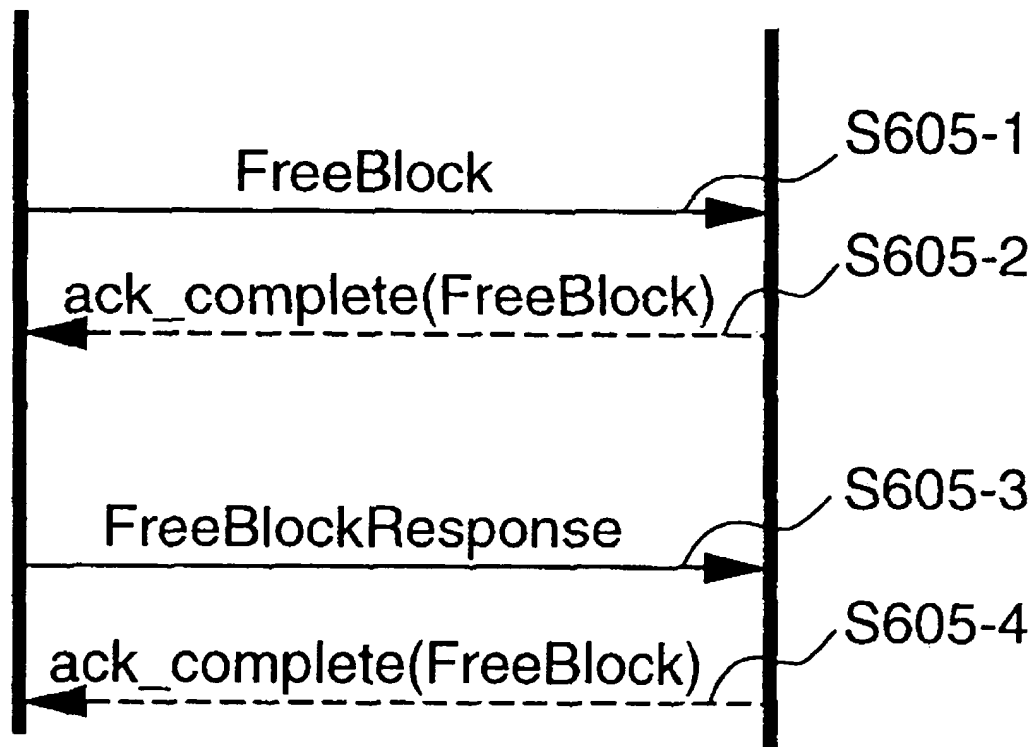 S605-1
FreeBlock
S605-2
ack_complete(FreeBlock)
S605-3
FreeBlockResponse
S605-4
ack_complete(FreeBlock)